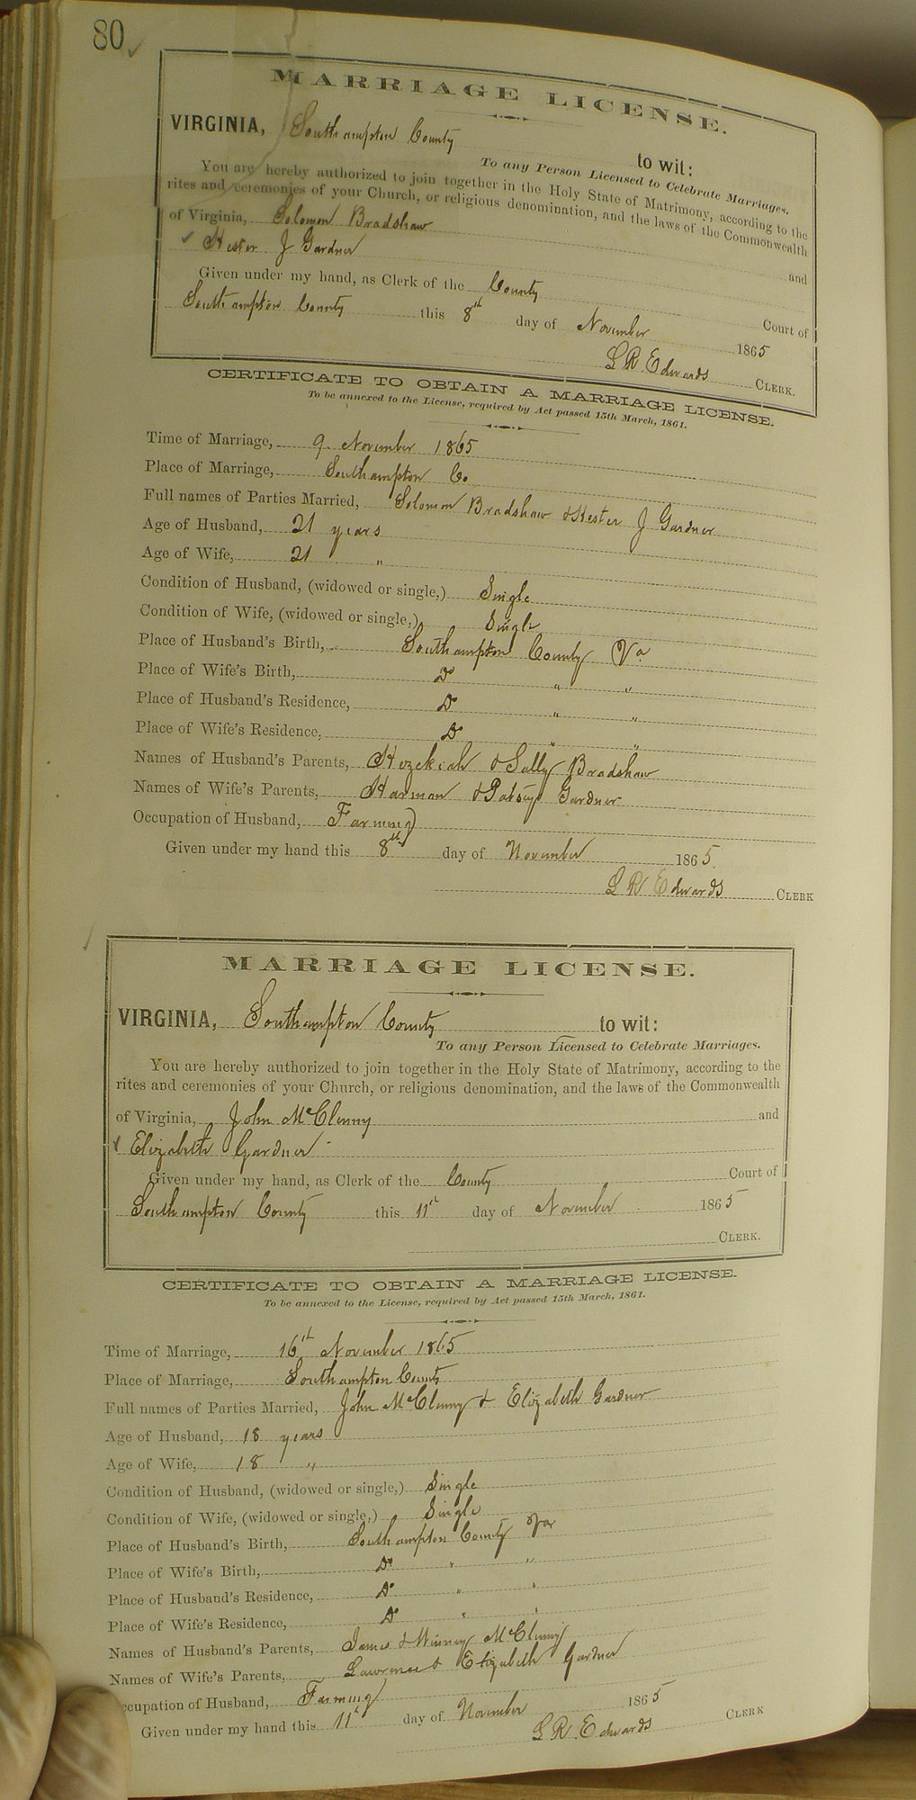 80
MARRIAGE LICENSE.
VIRGINIA, Southampton County to wit:
To any Person Licensed to Celebrate Marriages.
You are hereby authorized to join together in the Holy State of Matrimony, according to the
rites and ceremonies of your Church, or religious denomination, and the laws of the Commonwealth
of Virginia, Solomon Bradshaw and
Hester J Gardner
Given under my hand, as Clerk of the County Court of
Southampton County this 8th day of November 1865
L R Edwards CLERK.
CERTIFICATE TO OBTAIN A MARRIAGE LICENSE.
To be annexed to the License, required by Act passed 15th March, 1861.
Time of Marriage, 9 November 1865
Place of Marriage, Southampton Co
Full names of Parties Married, Solomon Bradshaw & Hester J Gardner
Age of Husband, 21 years
Age of Wife, 21 "
Condition of Husband, (widowed or single,) Single
Condition of Wife, (widowed or single,) Single
Place of Husband's Birth, Southampton County Va
Place of Wife's Birth, Do " "
Place of Husband's Residence, Do " "
Place of Wife's Residence, Do " "
Names of Husband's Parents, Hezekiah & Sally Bradshaw
Names of Wife's Parents, Harman & Patsey Gardner
Occupation of Husband, Farming
Given under my hand this 8th day of November 1865
L R Edwards CLERK
MARRIAGE LICENSE.
VIRGINIA, Southampton County to wit:
To any Person Licensed to Celebrate Marriages.
You are hereby authorized to join together in the Holy State of Matrimony, according to the
rites and ceremonies of your Church, or religious denomination, and the laws of the Commonwealth
of Virginia, John McClenny and
Elizabeth Gardner
Given under my hand, as Clerk of the County Court of
Southampton County this 11th day of November 1865
CLERK.
CERTIFICATE TO OBTAIN A MARRIAGE LICENSE.
To be annexed to the License, required by Act passed 15th March, 1861.
Time of Marriage, 16th November 1865
Place of Marriage, Southampton County
Full names of Parties Married, John McClenny & Elizabeth Gardner
Age of Husband, 18 years
Age of Wife, 18 "
Condition of Husband, (widowed or single,) Single
Condition of Wife, (widowed or single,) Single
Place of Husband's Birth, Southampton County Va
Place of Wife's Birth, Do " "
Place of Husband's Residence, Do " "
Place of Wife's Residence, Do " "
Names of Husband's Parents, James & Winney McClenny
Names of Wife's Parents, Lawrence & Elizabeth Gardner
ccupation of Husband, Farming
Given under my hand this 11th day of November 1865
L R Edwards CLERK